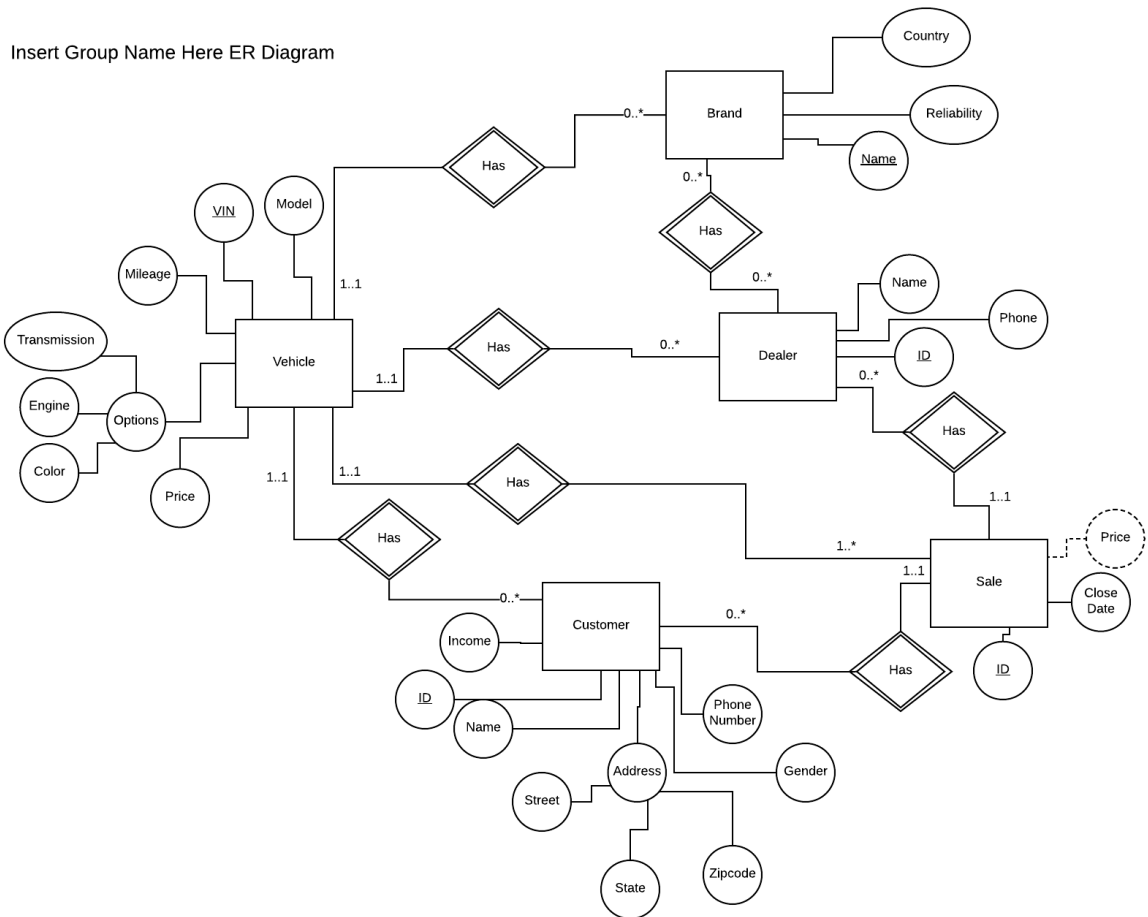 Insert Group Name Here ER Diagram
Country
Brand
Reliability
Name
0..*
Has
0..*
Has
0..*
VIN
Model
Mileage
1..1
Name
Phone
Transmission
Vehicle
Has
0..*
Dealer
ID
1..1
0..*
Engine
Options
Color
Price
1..1
1..1
Has
Has
1..1
Has
1..*
1..1
Sale
Price
Close
Date
ID
0..*
Customer
0..*
Has
Income
ID
Name
Phone
Number
Address
Gender
Street
State
Zipcode